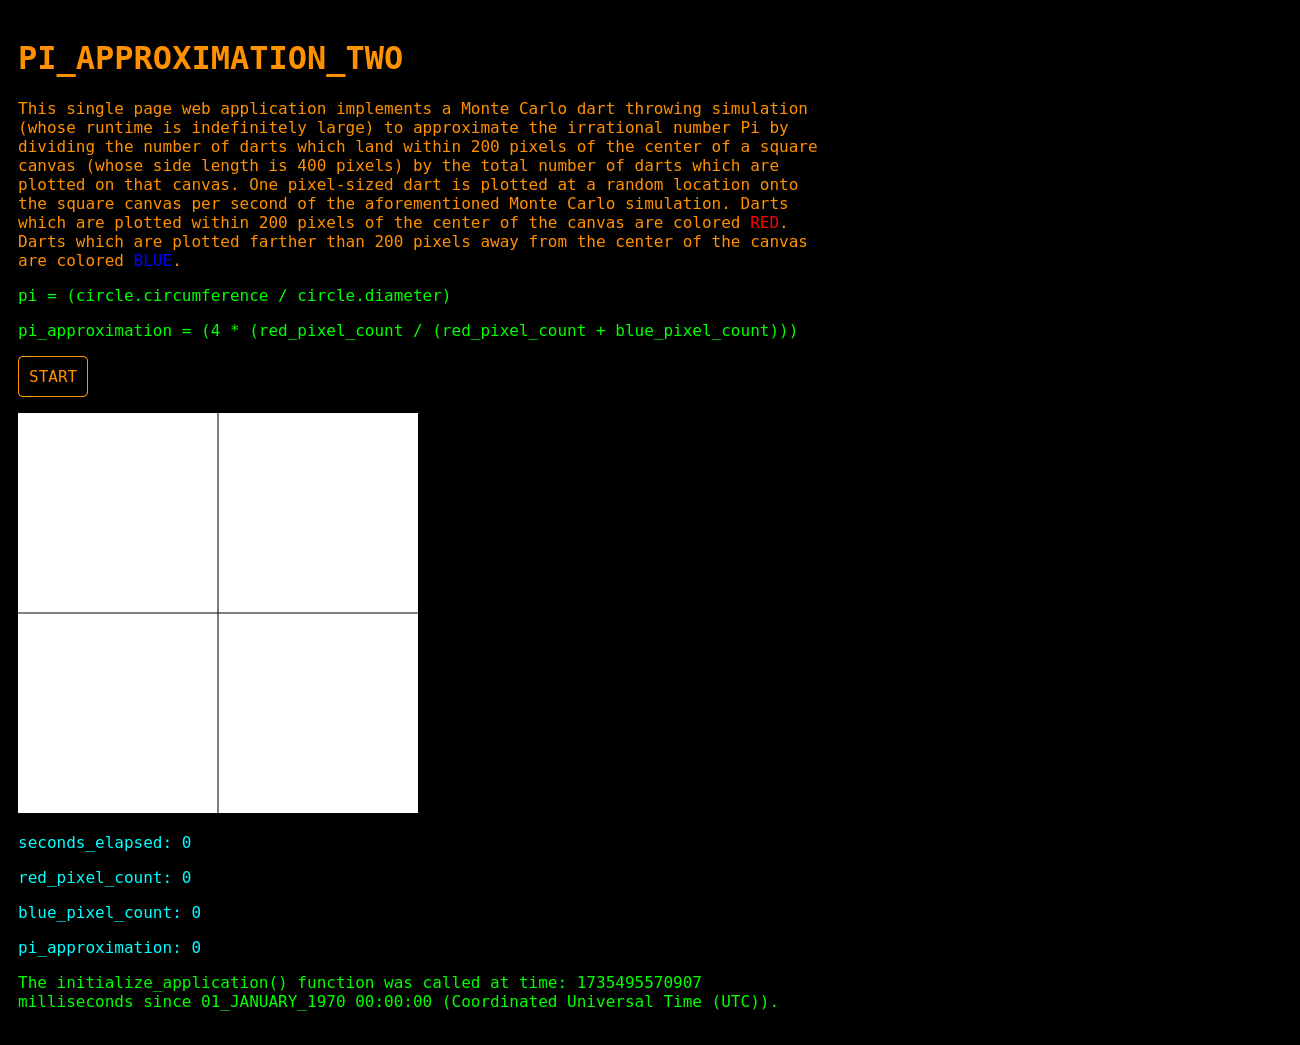 PI_APPROXIMATION_TWO
This single page web application implements a Monte Carlo dart throwing simulation
(whose runtime is indefinitely large) to approximate the irrational number Pi by
dividing the number of darts which land within 200 pixels of the center of a square
canvas (whose side length is 400 pixels) by the total number of darts which are
plotted on that canvas. One pixel-sized dart is plotted at a random location onto
the square canvas per second of the aforementioned Monte Carlo simulation. Darts
which are plotted within 200 pixels of the center of the canvas are colored RED.
Darts which are plotted farther than 200 pixels away from the center of the canvas
are colored BLUE.
pi = (circle.circumference / circle.diameter)
pi_approximation = (4 * (red_pixel_count / (red_pixel_count + blue_pixel_count)))
START
seconds_elapsed: 0
red_pixel_count: 0
blue_pixel_count: 0
pi_approximation: 0
The initialize_application() function was called at time: 1735495570907
milliseconds since 01_JANUARY_1970 00:00:00 (Coordinated Universal Time (UTC)).